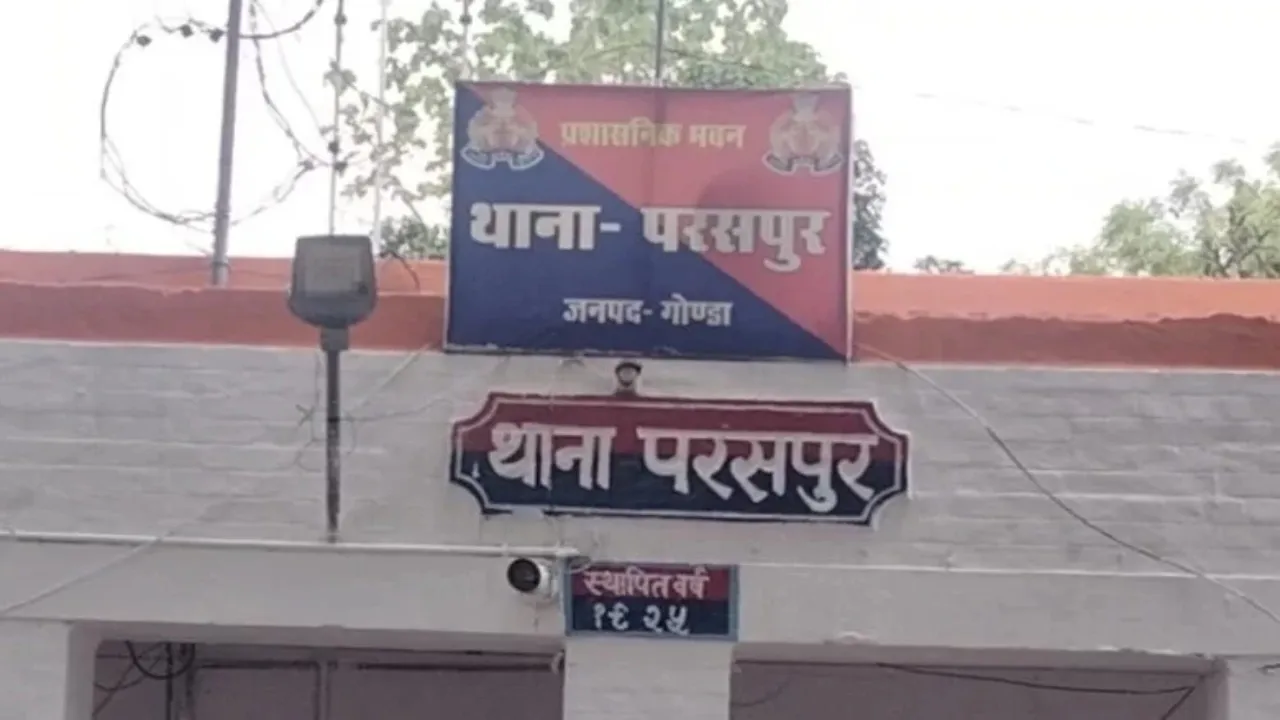 प्रशासनिक भवन
थाना- परसपुर
जनपद- गोण्डा
थाना परसपुर
स्थापित वर्ष
१९२५